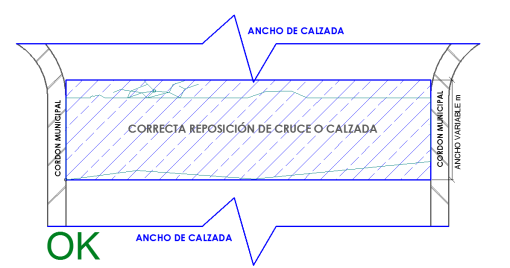 ANCHO DE CALZADA
CORDON MUNICIPAL
CORRECTA REPOSICIÓN DE CRUCE O CALZADA
CORDON MUNICIPAL
ANCHO VARIABLE m
ANCHO DE CALZADA
OK